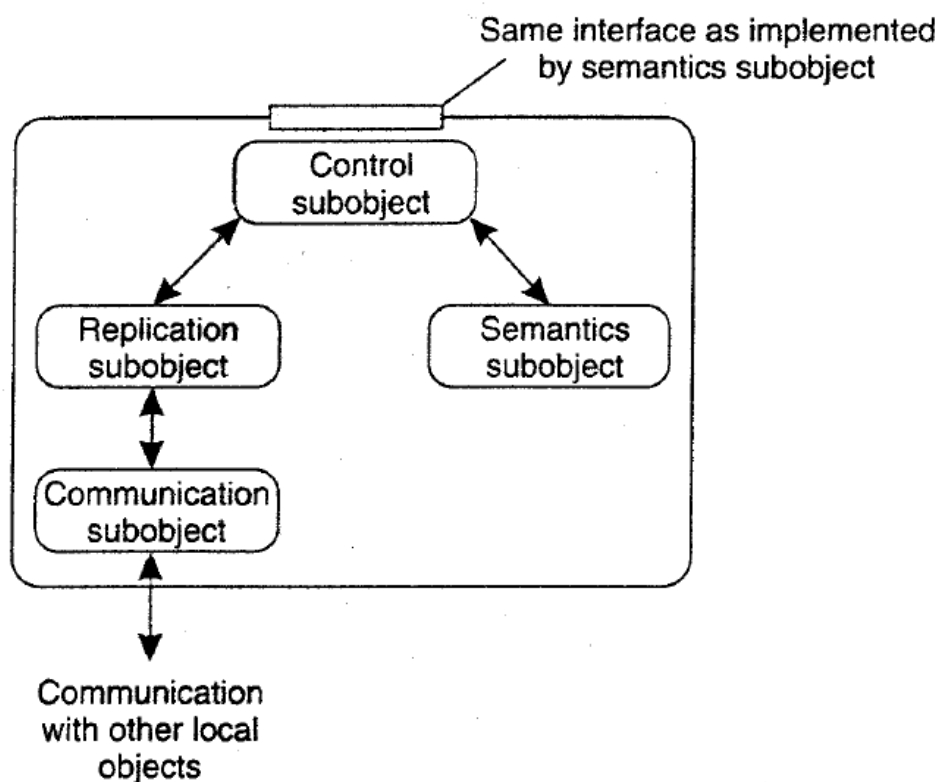 Same interface as implemented
by semantics subobject
Control
subobject
Replication
subobject
Semantics
subobject
Communication
subobject
Communication
with other local
objects